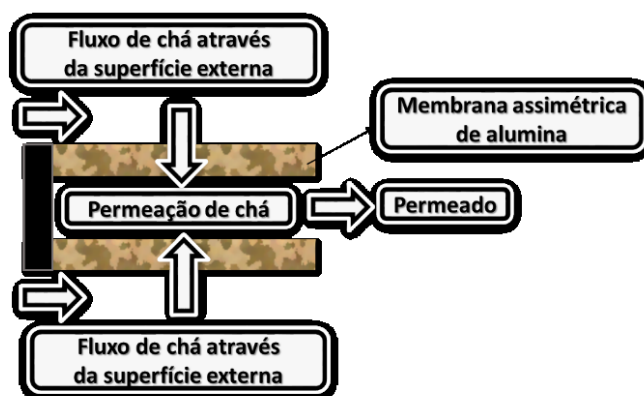 Fluxo de chá através
da superfície externa
Membrana assimétrica
de alumina
Permeação de chá
Permeado
Fluxo de chá através
da superfície externa